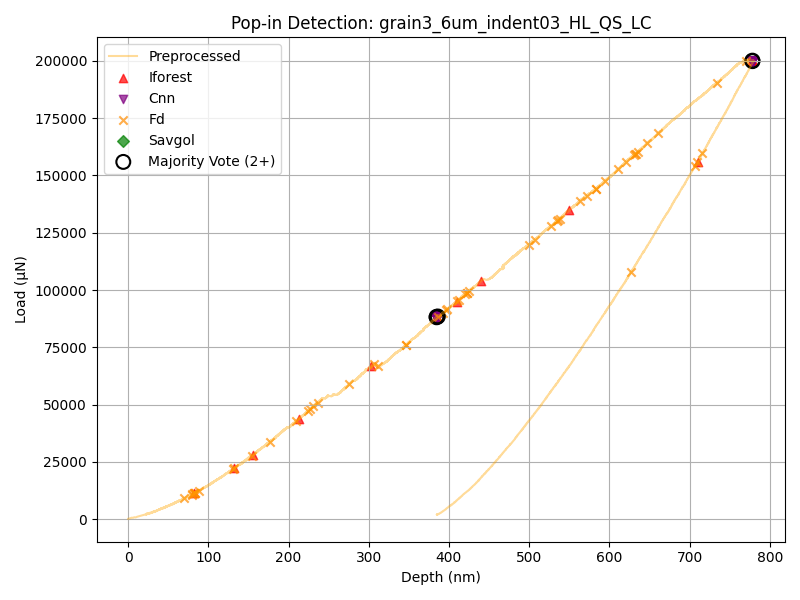 Pop-in Detection: grain3_6um_indent03_HL_QS_LC
Preprocessed
Iforest
Cnn
Fd
Savgol
Majority Vote (2+)
200000
175000
150000
125000
100000
75000
50000
25000
0
Load (µN)
0 100 200 300 400 500 600 700 800
Depth (nm)